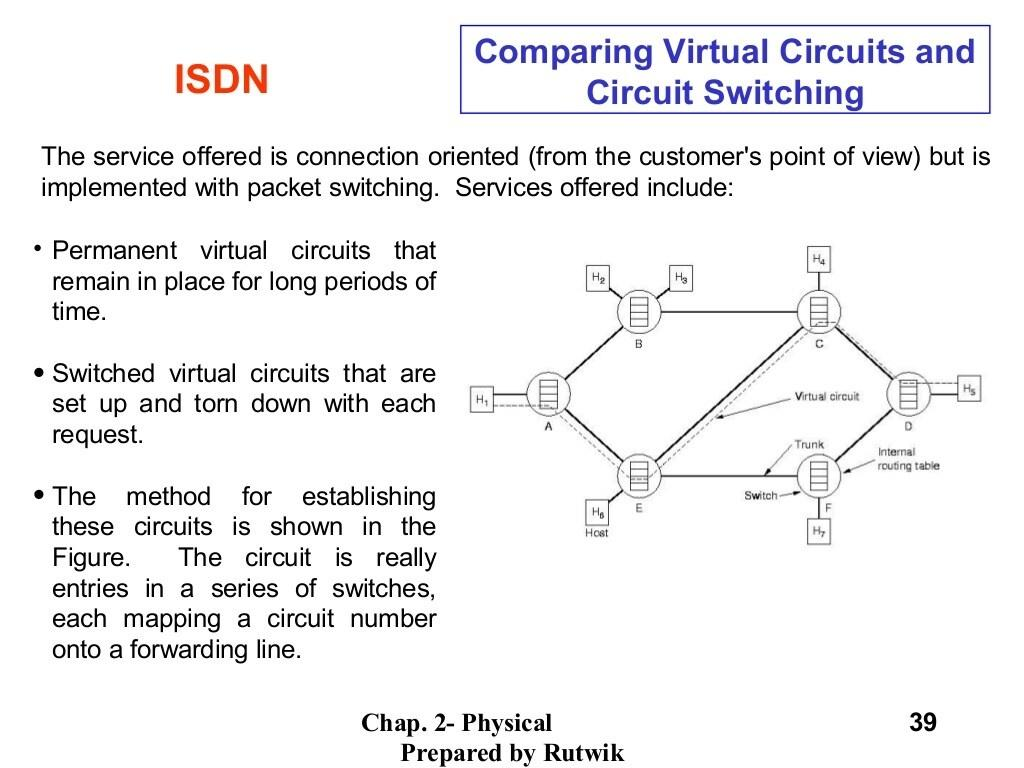 ISDN
Comparing Virtual Circuits and
Circuit Switching
The service offered is connection oriented (from the customer's point of view) but is
implemented with packet switching.  Services offered include:
• Permanent virtual circuits that
remain in place for long periods of
time.
• Switched virtual circuits that are
set up and torn down with each
request.
• The method for establishing
these circuits is shown in the
Figure.  The circuit is really
entries in a series of switches,
each mapping a circuit number
onto a forwarding line.
H4
H2
H3
B
C
H1
Virtual circuit
H5
A
D
Trunk
Internal
routing table
Switch
H6
E
F
Host
H7
Chap. 2- Physical
Prepared by Rutwik
39